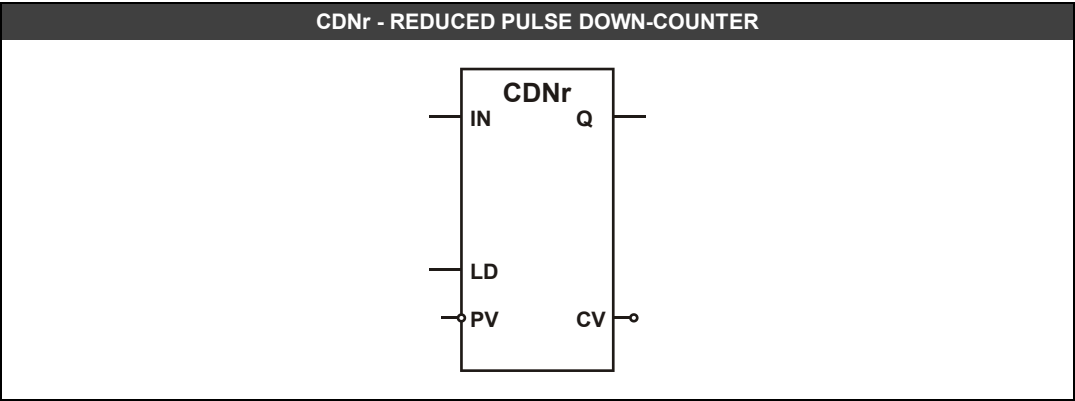 CDNr - REDUCED PULSE DOWN-COUNTER
CDNr
IN Q
LD
PV CV